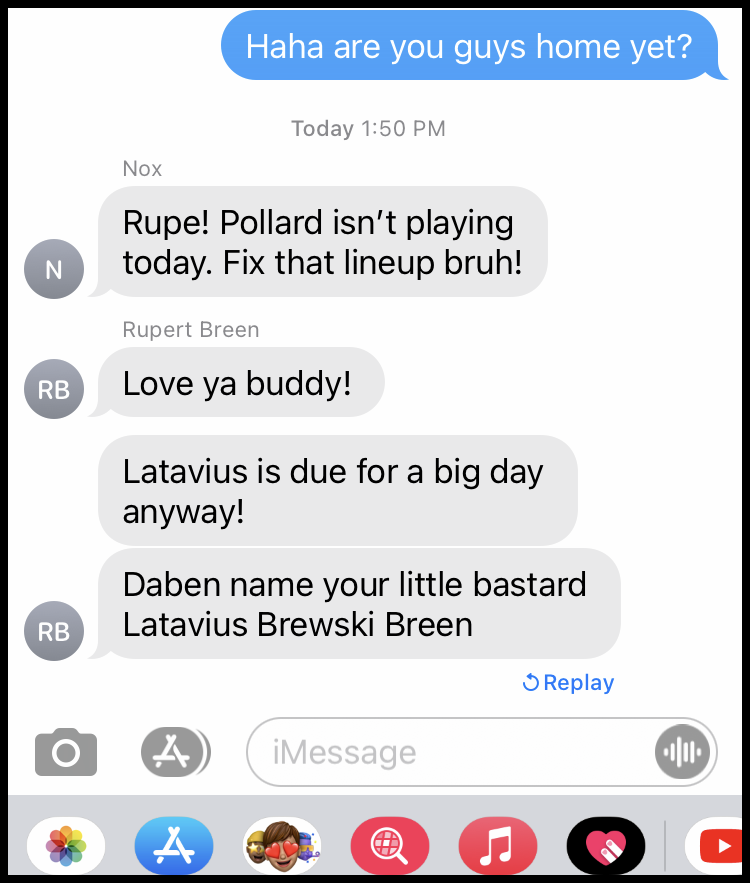 Haha are you guys home yet?
Today 1:50 PM
Nox
Rupe! Pollard isn't playing
today. Fix that lineup bruh!
N
Rupert Breen
Love ya buddy!
RB
Latavius is due for a big day
anyway!
Daben name your little bastard
Latavius Brewski Breen
RB
Replay
iMessage